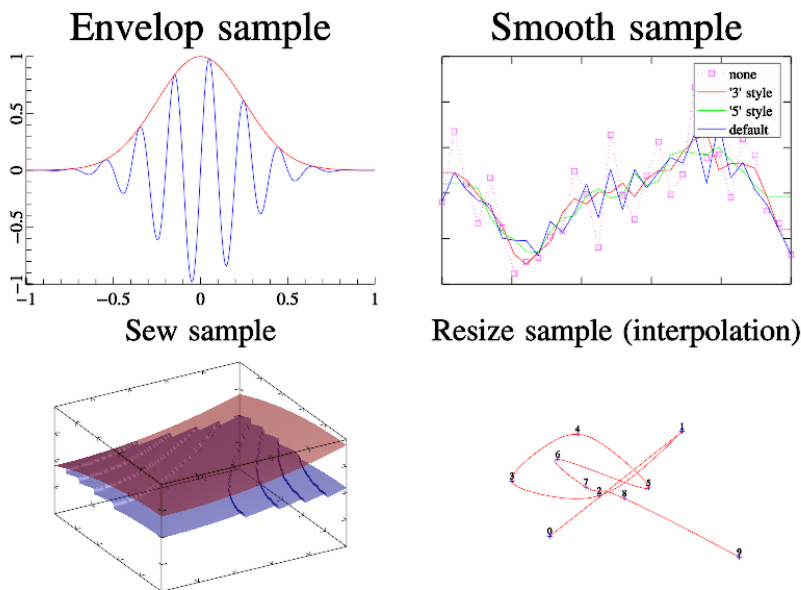 Envelop sample
1
0.5
0
−0.5
−1
−1
−0.5
0
0.5
1
Smooth sample
none
'3' style
'5' style
default
Sew sample
Resize sample (interpolation)
4
1
6
3
7
2
8
5
0
9